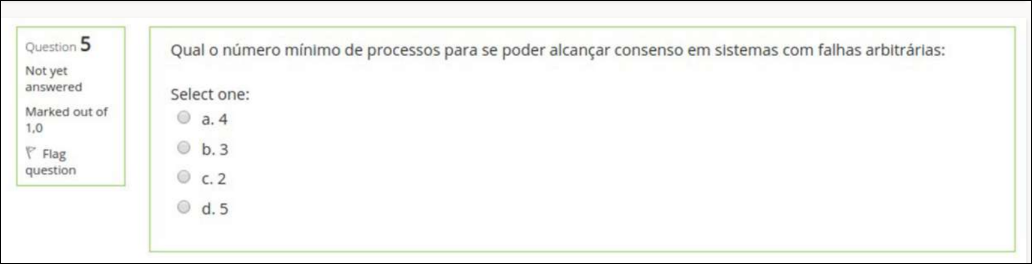 Question 5
Not yet
answered
Marked out of
1,0
Flag
question
Qual o número mínimo de processos para se poder alcançar consenso em sistemas com falhas arbitrárias:
Select one:
a. 4
b. 3
c. 2
d. 5